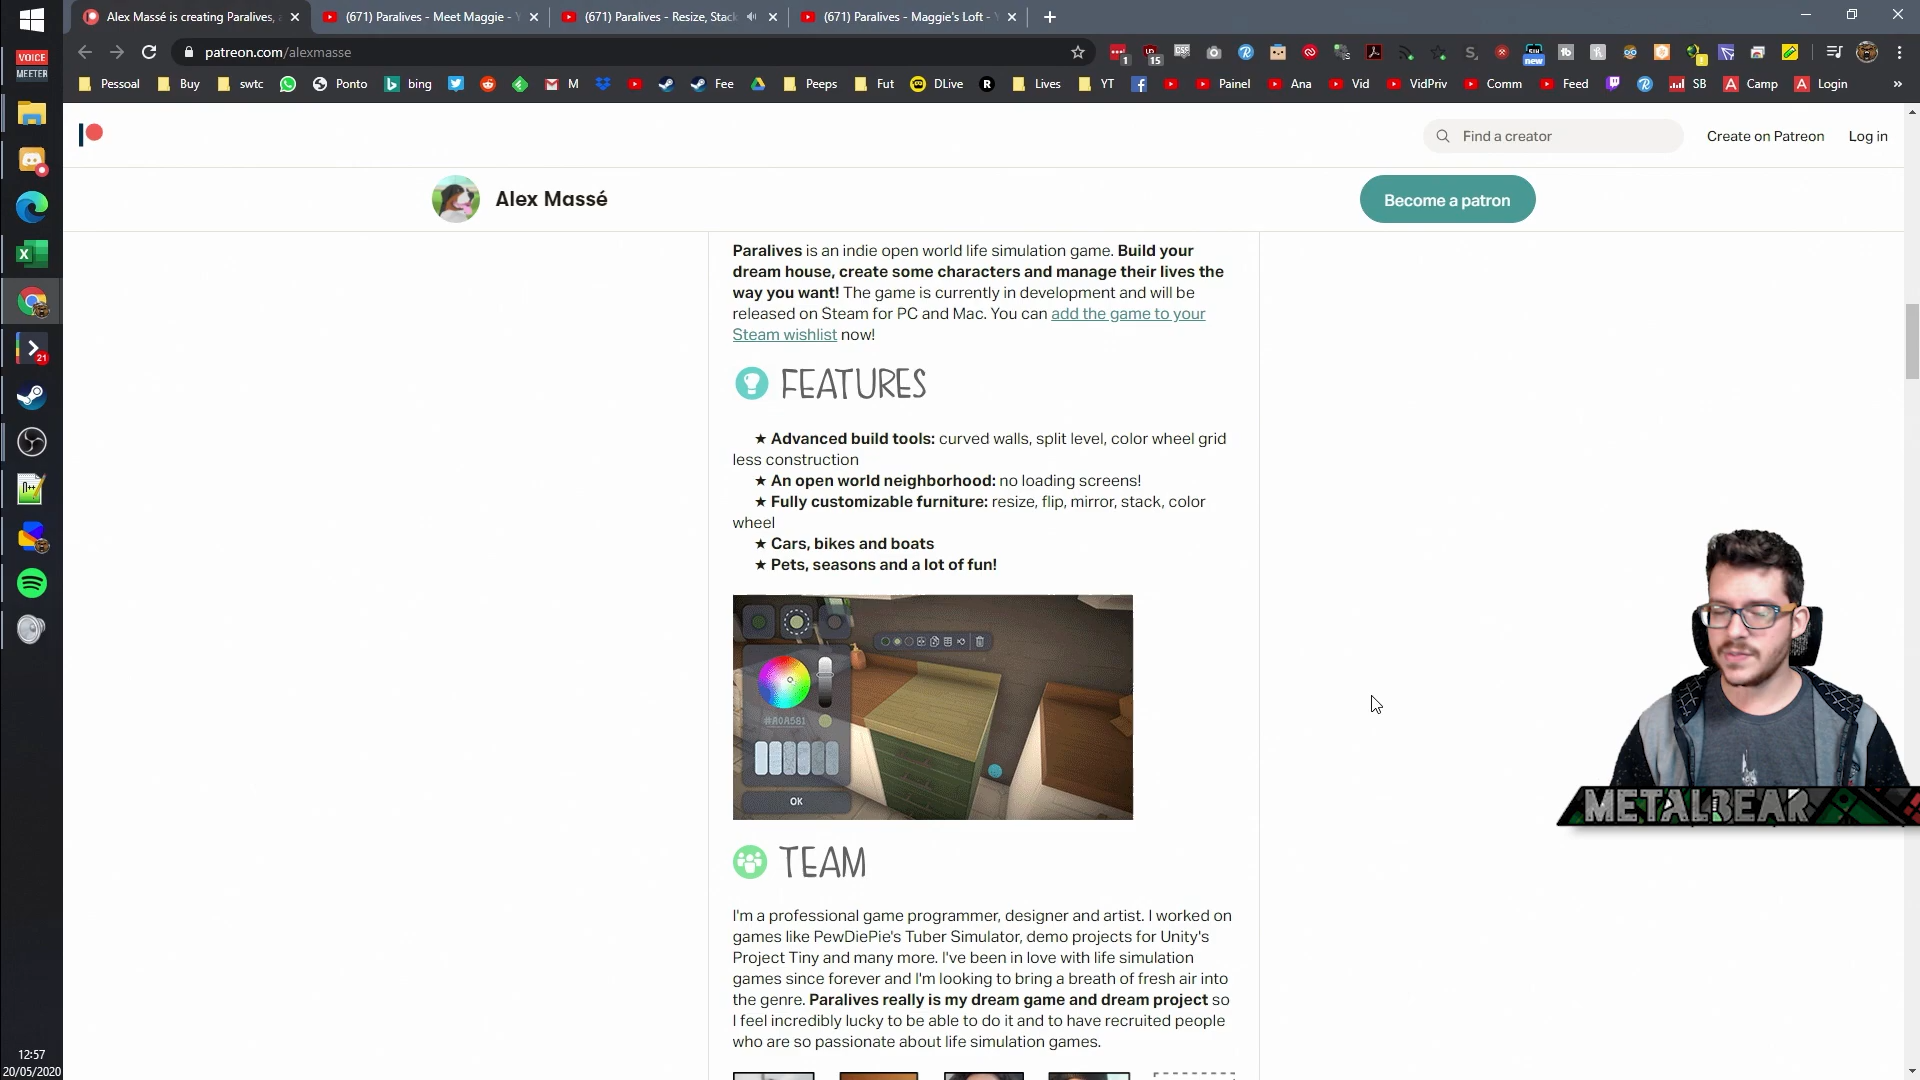 Alex Massé is creating Paralives,
(671) Paralives - Meet Maggie -
(671) Paralives - Resize, Stack
(671) Paralives - Maggie's Loft -
VOICE
MEETER
patreon.com/alexmasse
1
15
new
Pessoal
Buy
swtc
Ponto
bing
M
Fee
Peeps
Fut
DLive
Lives
YT
Painel
Ana
Vid
VidPriv
Comm
Feed
SB
Camp
Login
»
Find a creator
Create on Patreon
Log in
Alex Massé
Become a patron
Paralives is an indie open world life simulation game. Build your
dream house, create some characters and manage their lives the
way you want! The game is currently in development and will be
released on Steam for PC and Mac. You can add the game to your
Steam wishlist now!
FEATURES
★ Advanced build tools: curved walls, split level, color wheel grid
less construction
★ An open world neighborhood: no loading screens!
★ Fully customizable furniture: resize, flip, mirror, stack, color
wheel
★ Cars, bikes and boats
★ Pets, seasons and a lot of fun!
#A0A581
OK
TEAM
I'm a professional game programmer, designer and artist. I worked on
games like PewDiePie's Tuber Simulator, demo projects for Unity's
Project Tiny and many more. I've been in love with life simulation
games since forever and I'm looking to bring a breath of fresh air into
the genre. Paralives really is my dream game and dream project so
I feel incredibly lucky to be able to do it and to have recruited people
who are so passionate about life simulation games.
METALBEAR
21
12:57
20/05/2020